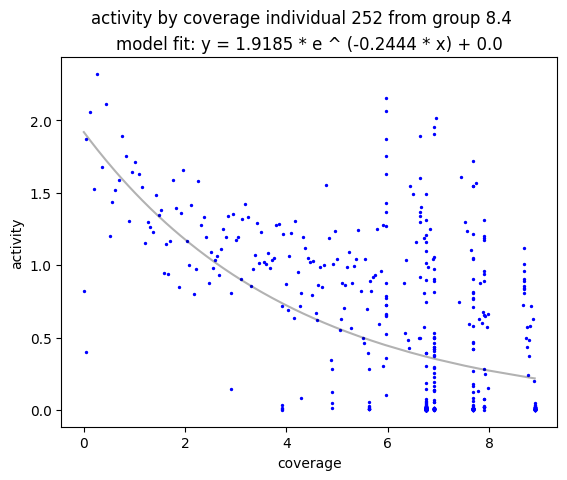 activity by coverage individual 252 from group 8.4
model fit: y = 1.9185 * e ^ (-0.2444 * x) + 0.0
2.0
1.5
1.0
0.5
0.0
activity
0 2 4 6 8
coverage